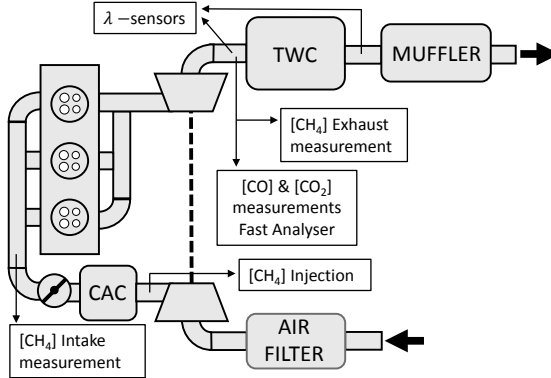 λ −sensors
TWC
MUFFLER
[CH₄] Exhaust
measurement
[CO] & [CO₂]
measurements
Fast Analyser
[CH₄] Injection
CAC
[CH₄] Intake
measurement
AIR
FILTER